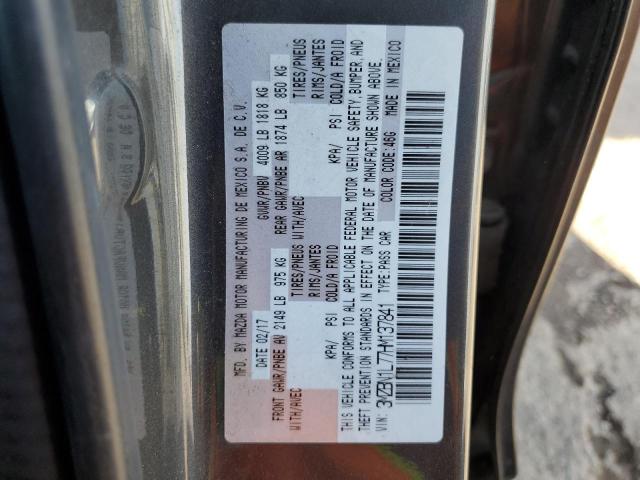 MFD. BY MAZDA MOTOR MANUFACTURING DE MEXICO S.A. DE C.V.
DATE 02/17 GVWR/PNBV 4009 LB 1818 KG
FRONT GAWR/PNBE AV 2149 LB 975 KG REAR GAWR/PNBE AR 1874 LB 850 KG
WITH/AVEC TIRES/PNEUS WITH/AVEC TIRES/PNEUS
RIMS/JANTES RIMS/JANTES
KPA/ PSI COLD/A FROID KPA/ PSI COLD/A FROID
THIS VEHICLE CONFORMS TO ALL APPLICABLE FEDERAL MOTOR VEHICLE SAFETY, BUMPER, AND
THEFT PREVENTION STANDARDS IN EFFECT ON THE DATE OF MANUFACTURE SHOWN ABOVE.
VIN: 3MZBN1L77HM137841 TYPE:PASS CAR COLOR CODE:46G MADE IN MEXICO